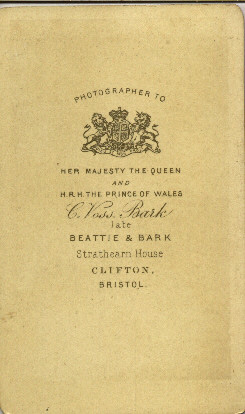 PHOTOGRAPHER TO
HER MAJESTY THE QUEEN
AND
H.R.H. THE PRINCE OF WALES
C. Voss. Bark
late
BEATTIE & BARK
Strathearn House
CLIFTON,
BRISTOL.